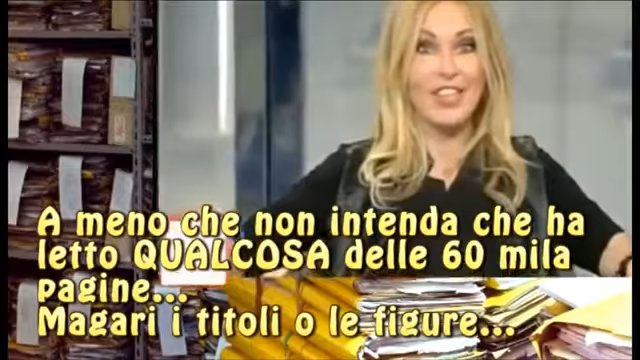 A meno che non intenda che ha
letto QUALCOSA delle 60 mila
pagine...
Magari i titoli o le figure...